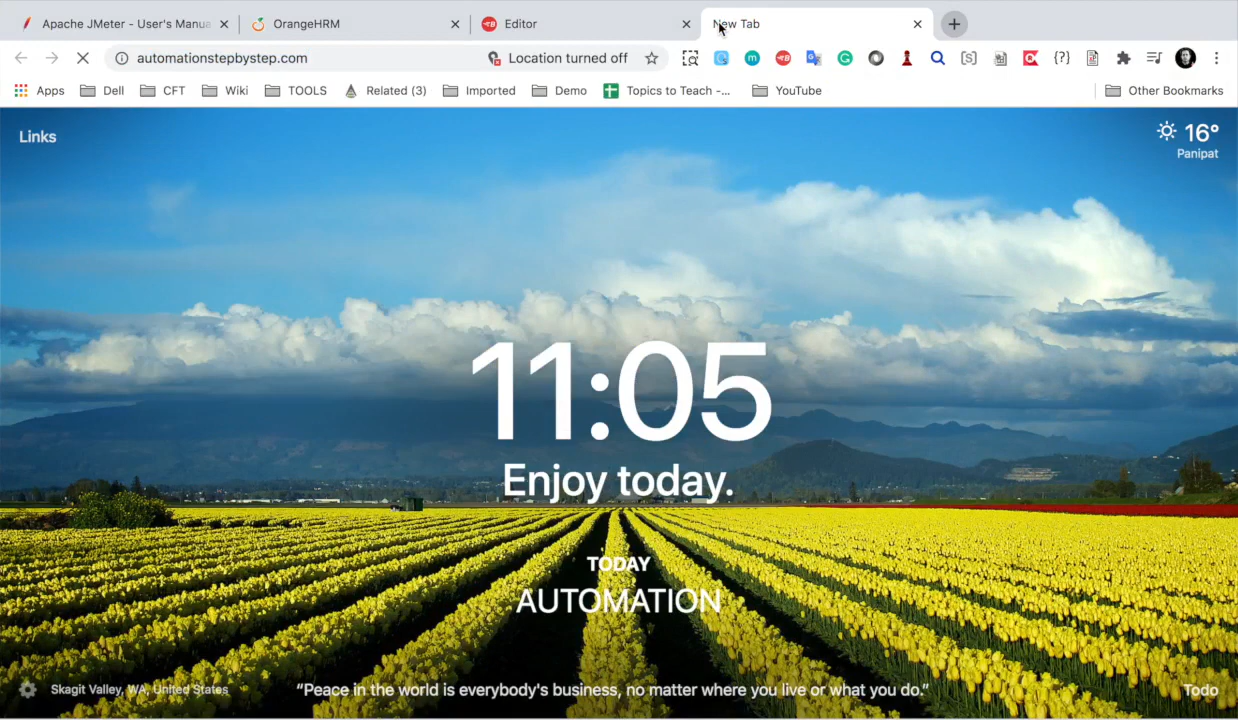 Apache JMeter - User's Manua
OrangeHRM
Editor
New Tab
automationstepbystep.com
Location turned off
Apps
Dell
CFT
Wiki
TOOLS
Related (3)
Imported
Demo
Topics to Teach -...
YouTube
Other Bookmarks
Links
16°
Panipat
11:05
Enjoy today.
TODAY
AUTOMATION
Skagit Valley, WA, United States
“Peace in the world is everybody's business, no matter where you live or what you do.”
Todo